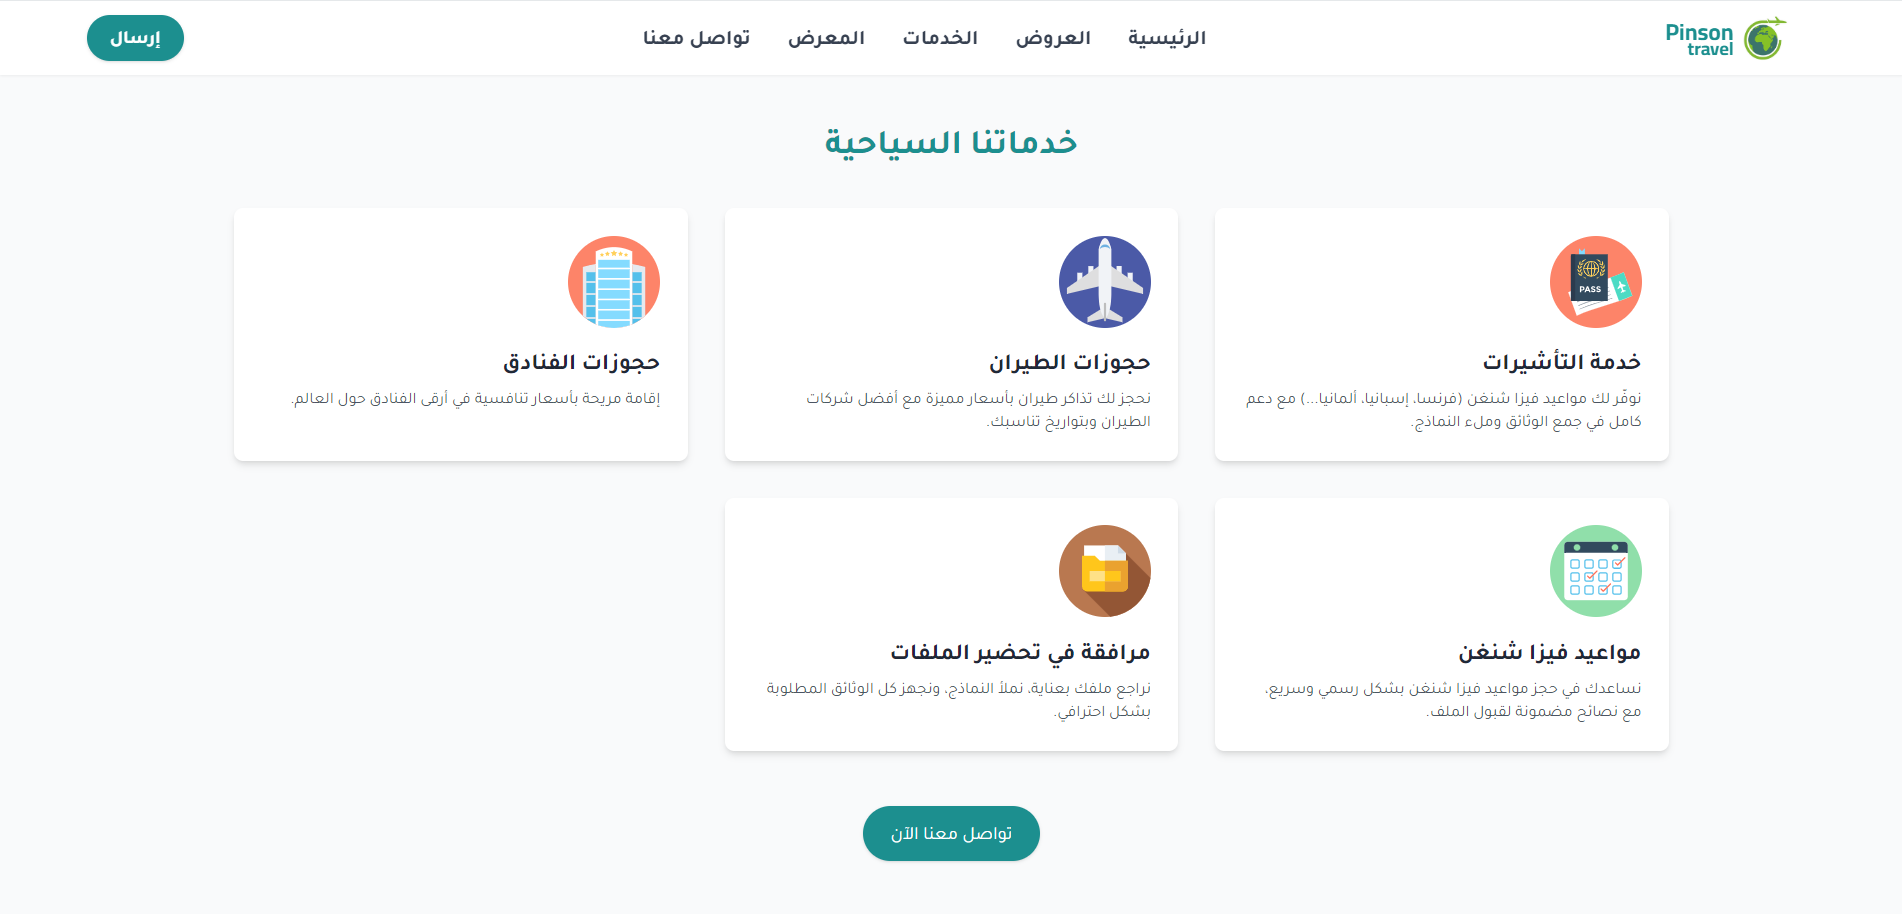 Pinson
travel
الرئيسية
العروض
الخدمات
المعرض
تواصل معنا
إرسال
خدماتنا السياحية
PASS
خدمة التأشيرات
نوفّر لك مواعيد فيزا شنغن (فرنسا، إسبانيا، ألمانيا...) مع دعم
كامل في جمع الوثائق وملء النماذج.
حجوزات الطيران
نحجز لك تذاكر طيران بأسعار مميزة مع أفضل شركات
الطيران وبتواريخ تناسبك.
حجوزات الفنادق
إقامة مريحة بأسعار تنافسية في أرقى الفنادق حول العالم.
مواعيد فيزا شنغن
نساعدك في حجز مواعيد فيزا شنغن بشكل رسمي وسريع،
مع نصائح مضمونة لقبول الملف.
مرافقة في تحضير الملفات
نراجع ملفك بعناية، نملأ النماذج، ونجهز كل الوثائق المطلوبة
بشكل احترافي.
تواصل معنا الآن